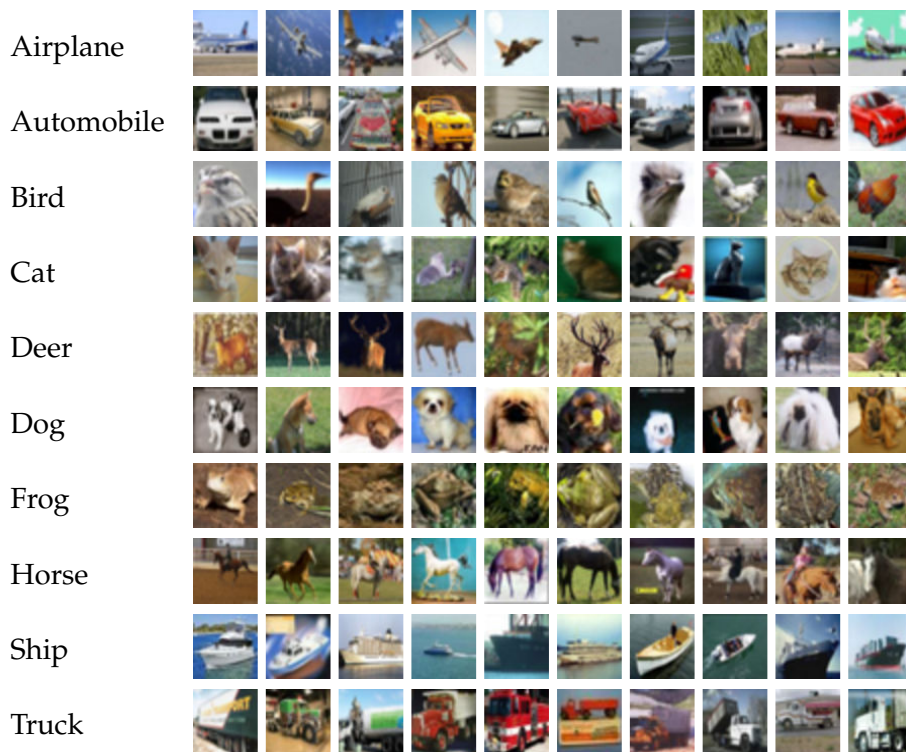 Airplane
Automobile
Bird
Cat
Deer
Dog
Frog
Horse
Ship
Truck